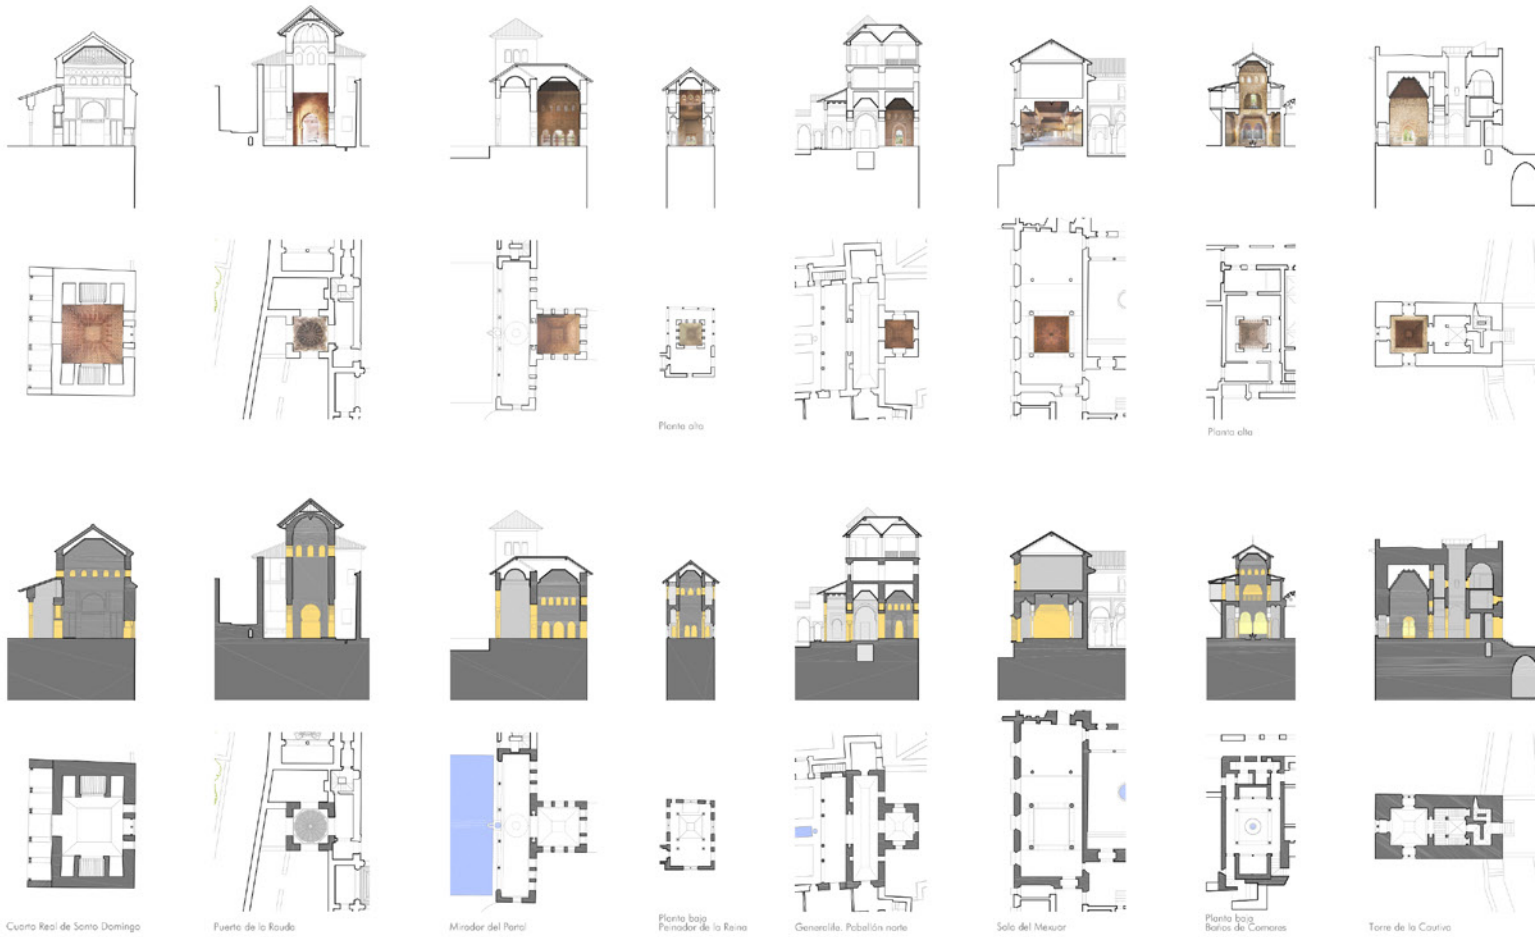 Planta alta
Planta alta
Cuarto Real de Santo Domingo
Puerta de la Rauda
Mirador del Partal
Planta baja
Peinador de la Reina
Generalife. Pabellón norte
Sala del Mexuar
Planta baja
Baños de Comares
Torre de la Cautiva